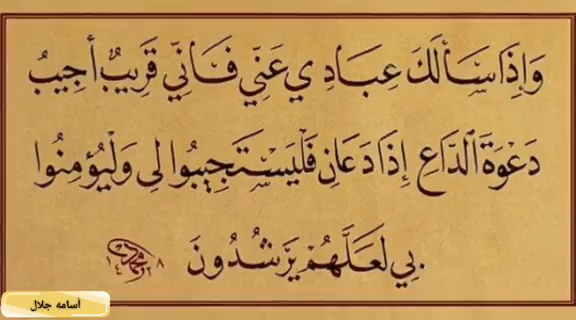 وَإِذَا سَأَلَكَ عِبَادِي عَنِّي فَإِنِّي قَرِيبٌ أُجِيبُ
دَعْوَةَ الدَّاعِ إِذَا دَعَانِ فَلْيَسْتَجِيبُوا لِي وَلْيُؤْمِنُوا
بِي لَعَلَّهُمْ يَرْشُدُونَ
أسامه جلال